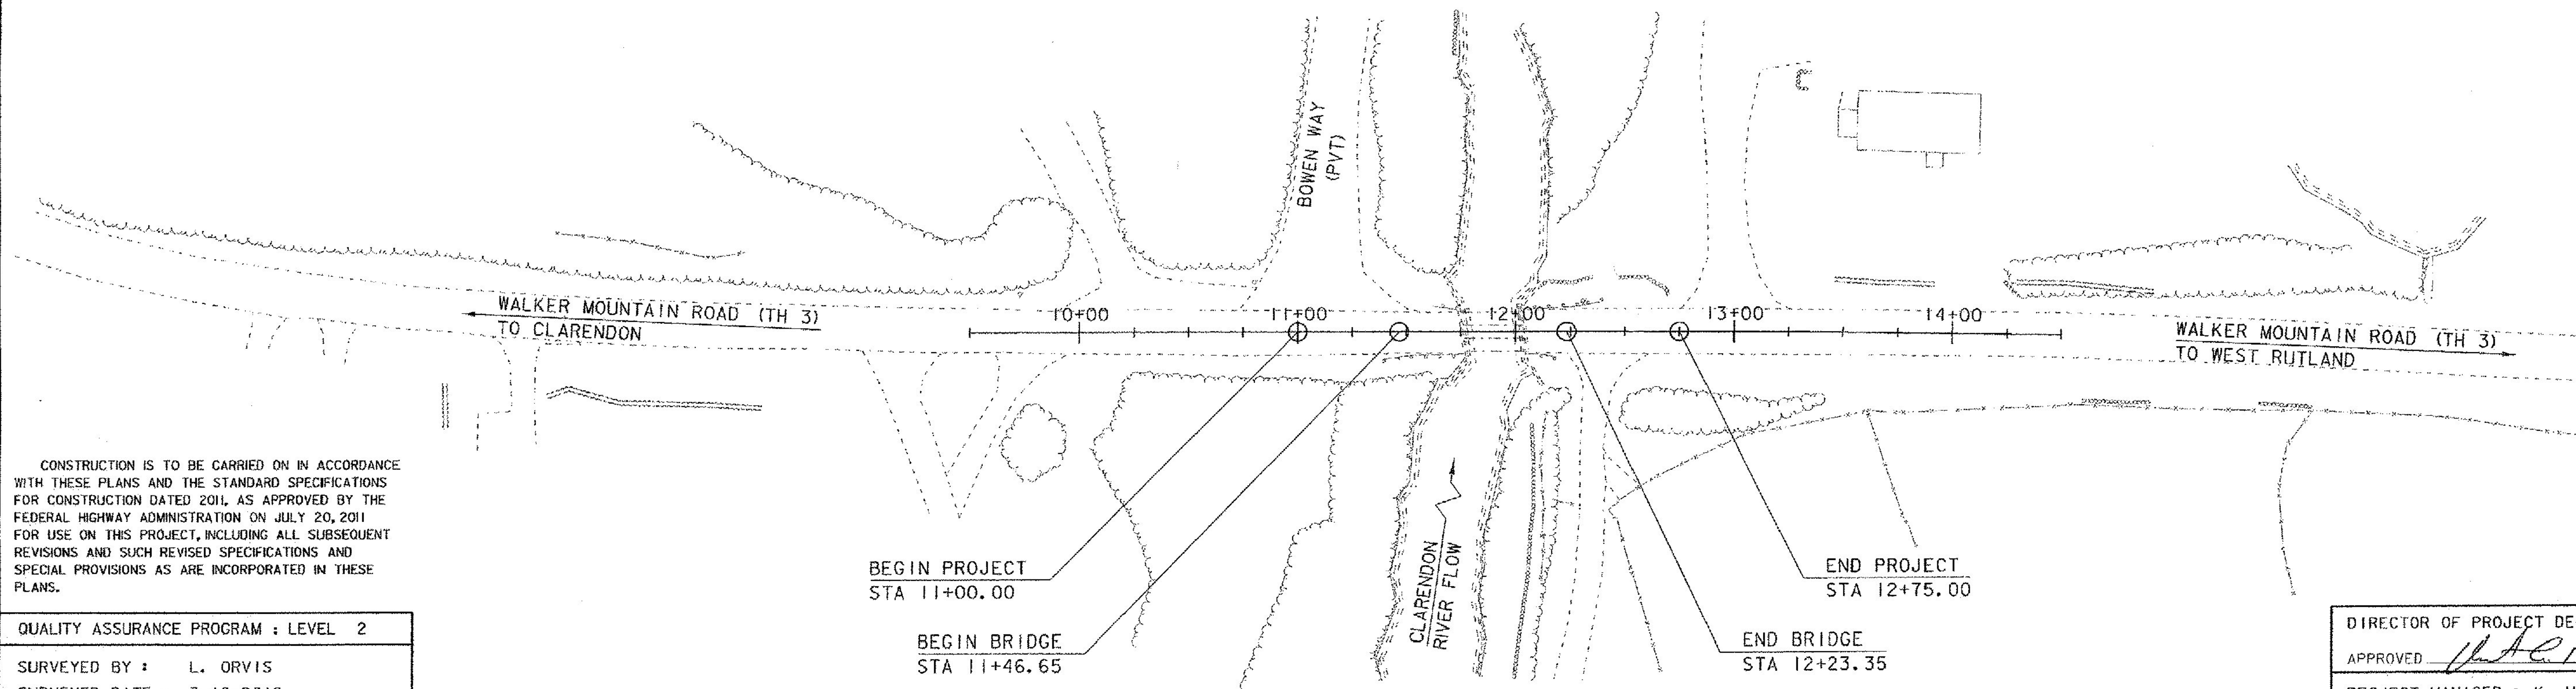 BOWEN WAY
(PVT)
WALKER MOUNTAIN ROAD (TH 3)
TO CLARENDON
10+00
11+00
12+00
13+00
14+00
WALKER MOUNTAIN ROAD (TH 3)
TO WEST RUTLAND
CONSTRUCTION IS TO BE CARRIED ON IN ACCORDANCE
WITH THESE PLANS AND THE STANDARD SPECIFICATIONS
FOR CONSTRUCTION DATED 2011, AS APPROVED BY THE
FEDERAL HIGHWAY ADMINISTRATION ON JULY 20, 2011
FOR USE ON THIS PROJECT, INCLUDING ALL SUBSEQUENT
REVISIONS AND SUCH REVISED SPECIFICATIONS AND
SPECIAL PROVISIONS AS ARE INCORPORATED IN THESE
PLANS.
BEGIN PROJECT
STA 11+00.00
BEGIN BRIDGE
STA 11+46.65
CLARENDON
RIVER FLOW
END PROJECT
STA 12+75.00
END BRIDGE
STA 12+23.35
QUALITY ASSURANCE PROGRAM : LEVEL 2
SURVEYED BY : L. ORVIS
DIRECTOR OF PROJECT DE
APPROVED